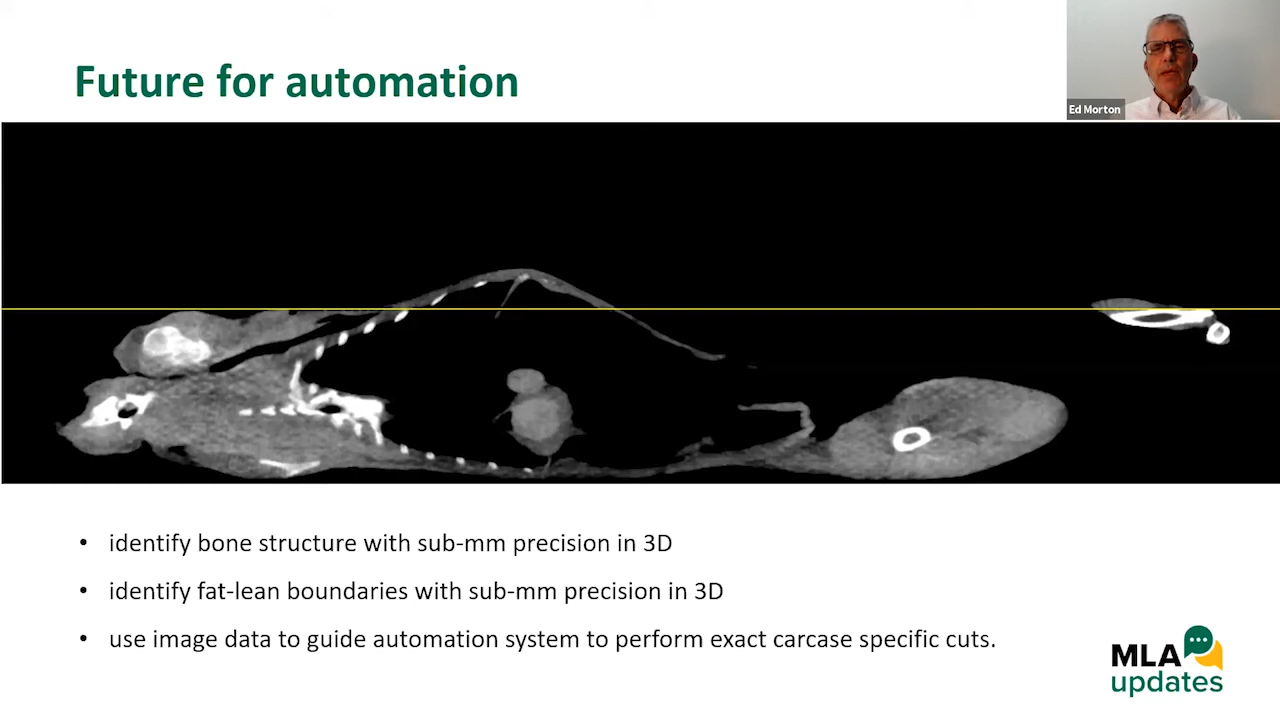 Future for automation
Ed Morton
• identify bone structure with sub-mm precision in 3D
• identify fat-lean boundaries with sub-mm precision in 3D
• use image data to guide automation system to perform exact carcase specific cuts.
MLA
updates